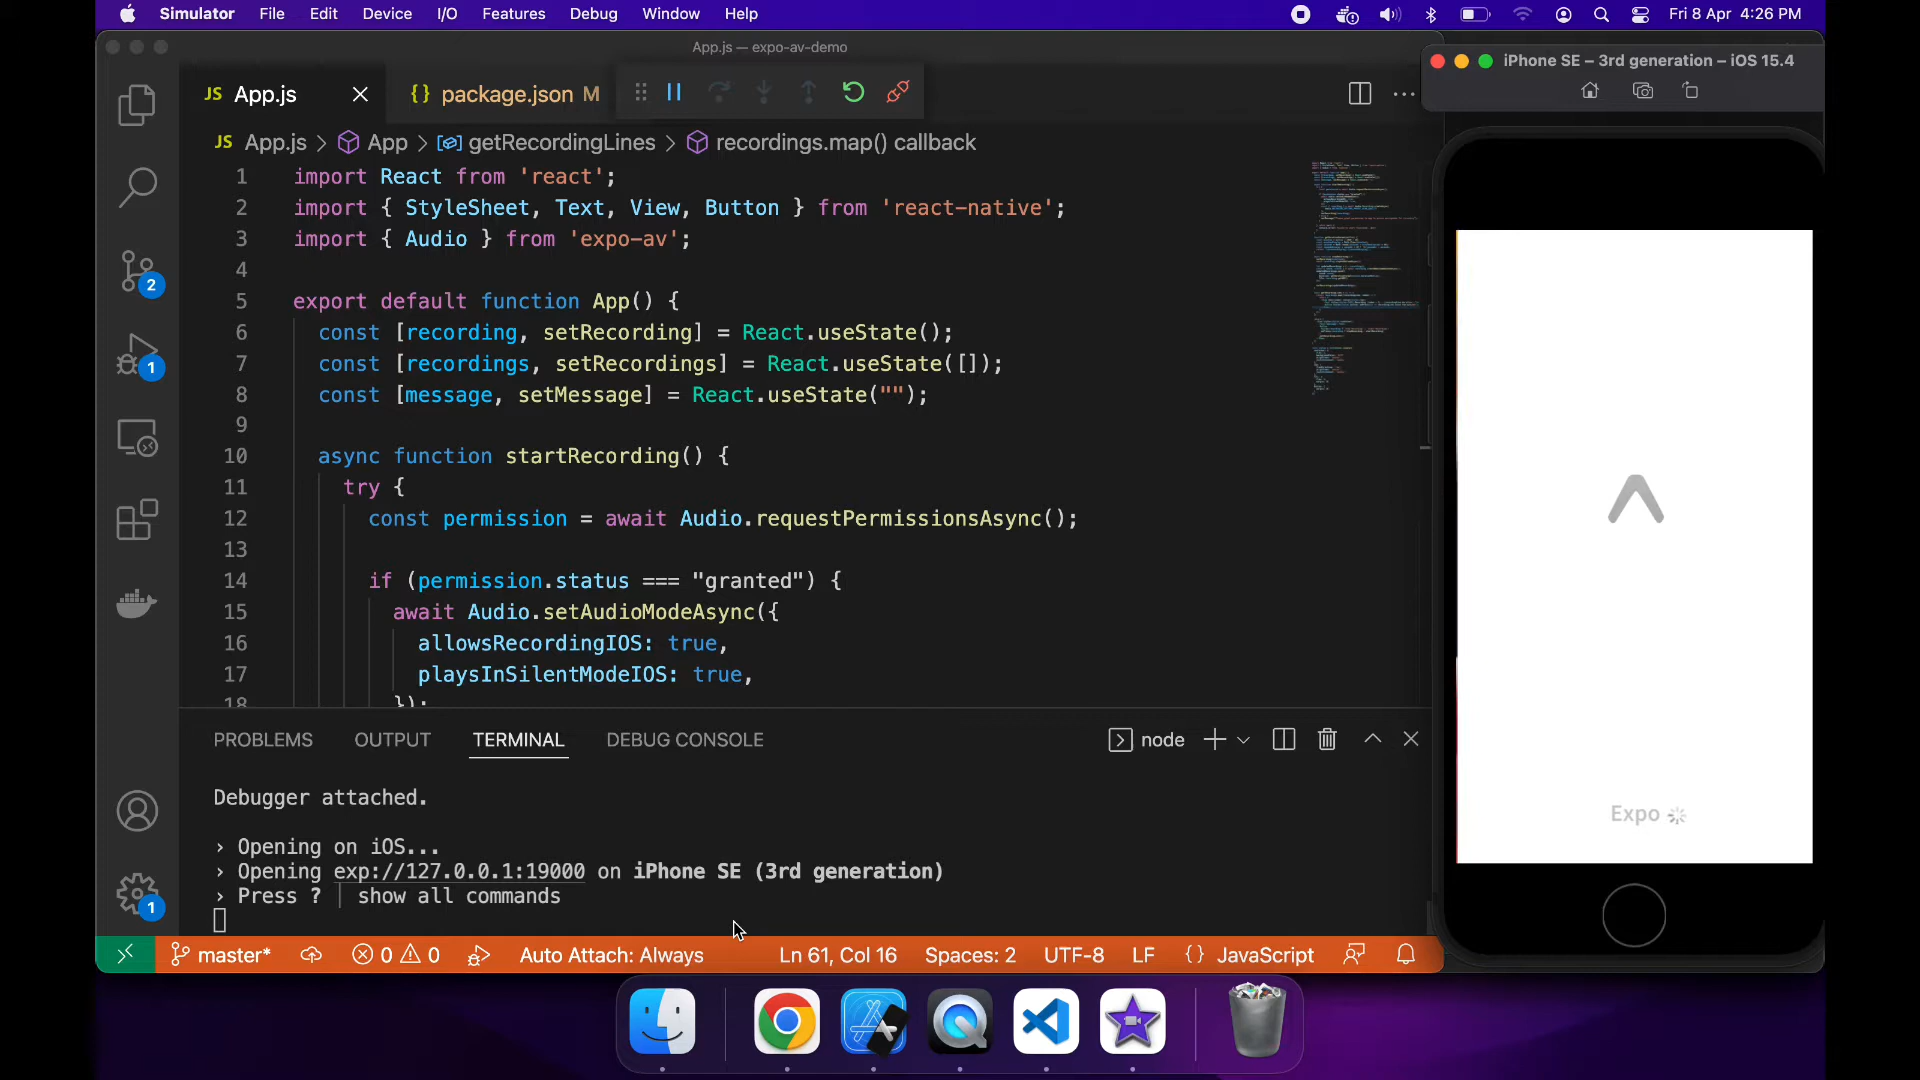 Simulator File Edit Device I/O Features Debug Window Help Fri 8 Apr 4:26 PM
App.js — expo-av-demo
iPhone SE – 3rd generation – iOS 15.4
JS App.js {} package.json M
JS App.js > App > getRecordingLines > recordings.map() callback
1 import React from 'react';
2 import { StyleSheet, Text, View, Button } from 'react-native';
3 import { Audio } from 'expo-av';
4
5 export default function App() {
6 const [recording, setRecording] = React.useState();
7 const [recordings, setRecordings] = React.useState([]);
8 const [message, setMessage] = React.useState("");
9
10 async function startRecording() {
11 try {
12 const permission = await Audio.requestPermissionsAsync();
13
14 if (permission.status === "granted") {
15 await Audio.setAudioModeAsync({
16 allowsRecordingIOS: true,
17 playsInSilentModeIOS: true,
18 });
2
1
1
PROBLEMS OUTPUT TERMINAL DEBUG CONSOLE node
Debugger attached.
› Opening on iOS...
› Opening exp://127.0.0.1:19000 on iPhone SE (3rd generation)
› Press ? │ show all commands
Expo
master* 0 0 Auto Attach: Always Ln 61, Col 16 Spaces: 2 UTF-8 LF {} JavaScript